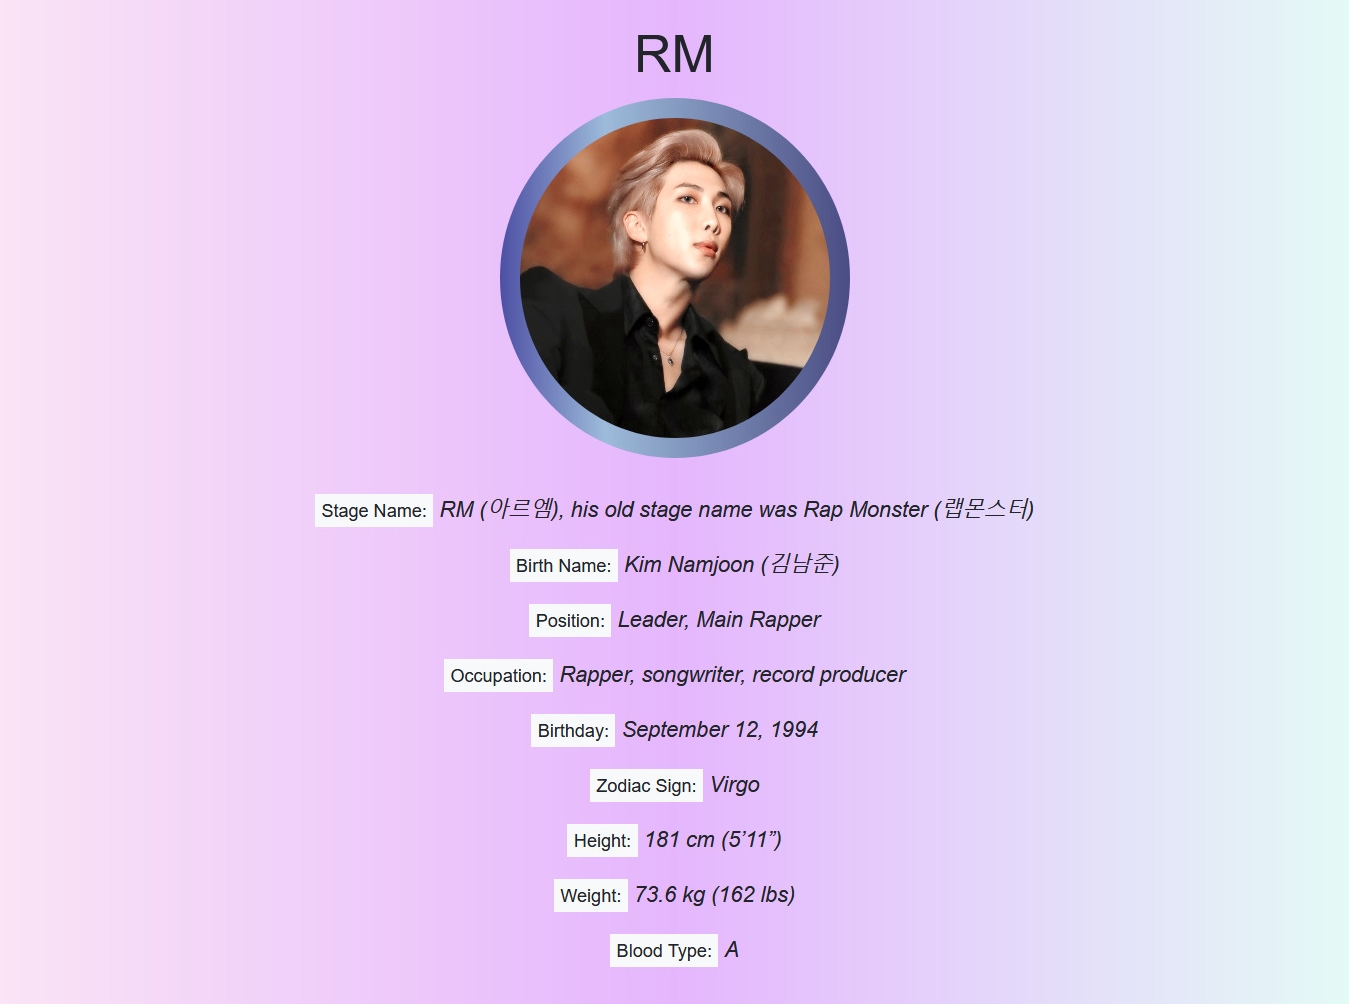 RM
Stage Name: RM (아르엠), his old stage name was Rap Monster (랩몬스터)
Birth Name: Kim Namjoon (김남준)
Position: Leader, Main Rapper
Occupation: Rapper, songwriter, record producer
Birthday: September 12, 1994
Zodiac Sign: Virgo
Height: 181 cm (5’11”)
Weight: 73.6 kg (162 lbs)
Blood Type: A